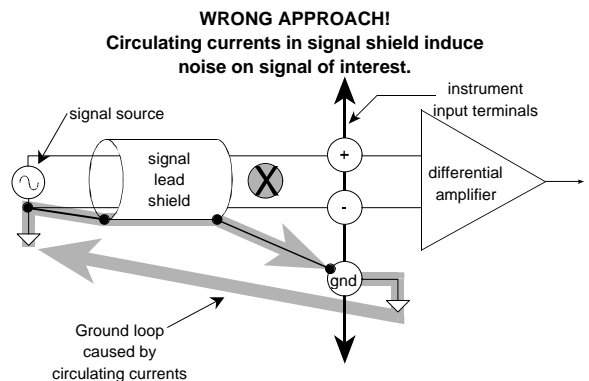 WRONG APPROACH!
Circulating currents in signal shield induce
noise on signal of interest.
instrument
input terminals
signal source
signal
lead
shield
X
+
-
differential
amplifier
gnd
Ground loop
caused by
circulating currents